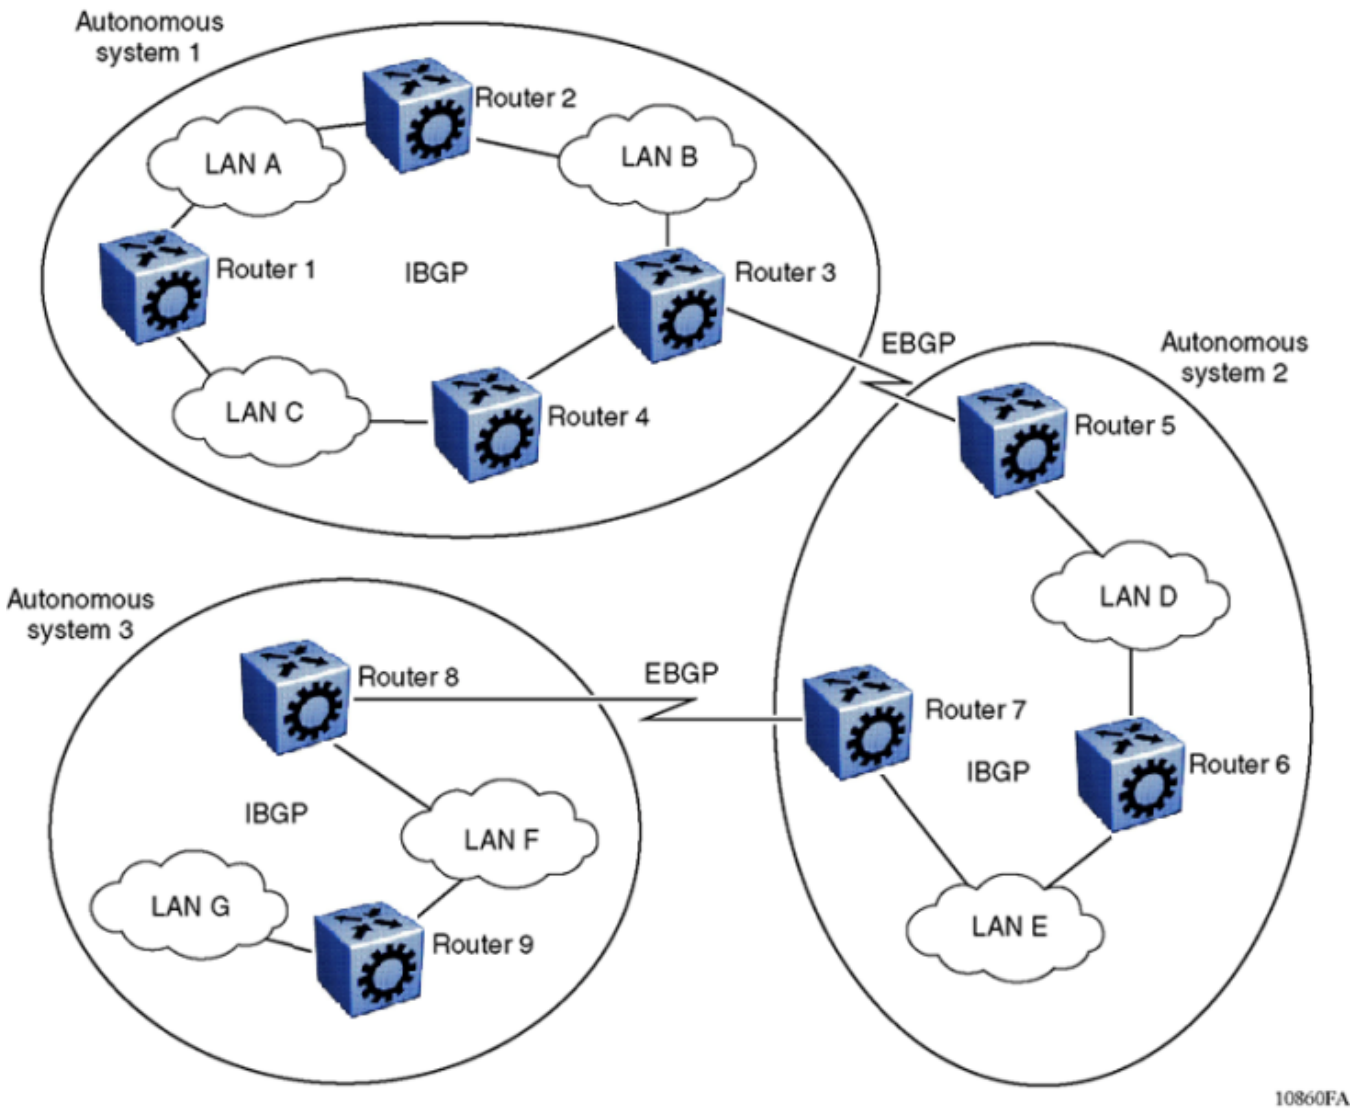 Autonomous
system 1
Router 2
LAN A
LAN B
Router 1
IBGP
Router 3
EBGP
Autonomous
system 2
LAN C
Router 4
Router 5
Autonomous
system 3
LAN D
Router 8
EBGP
Router 7
IBGP
Router 6
IBGP
LAN F
LAN G
LAN E
Router 9
10860FA